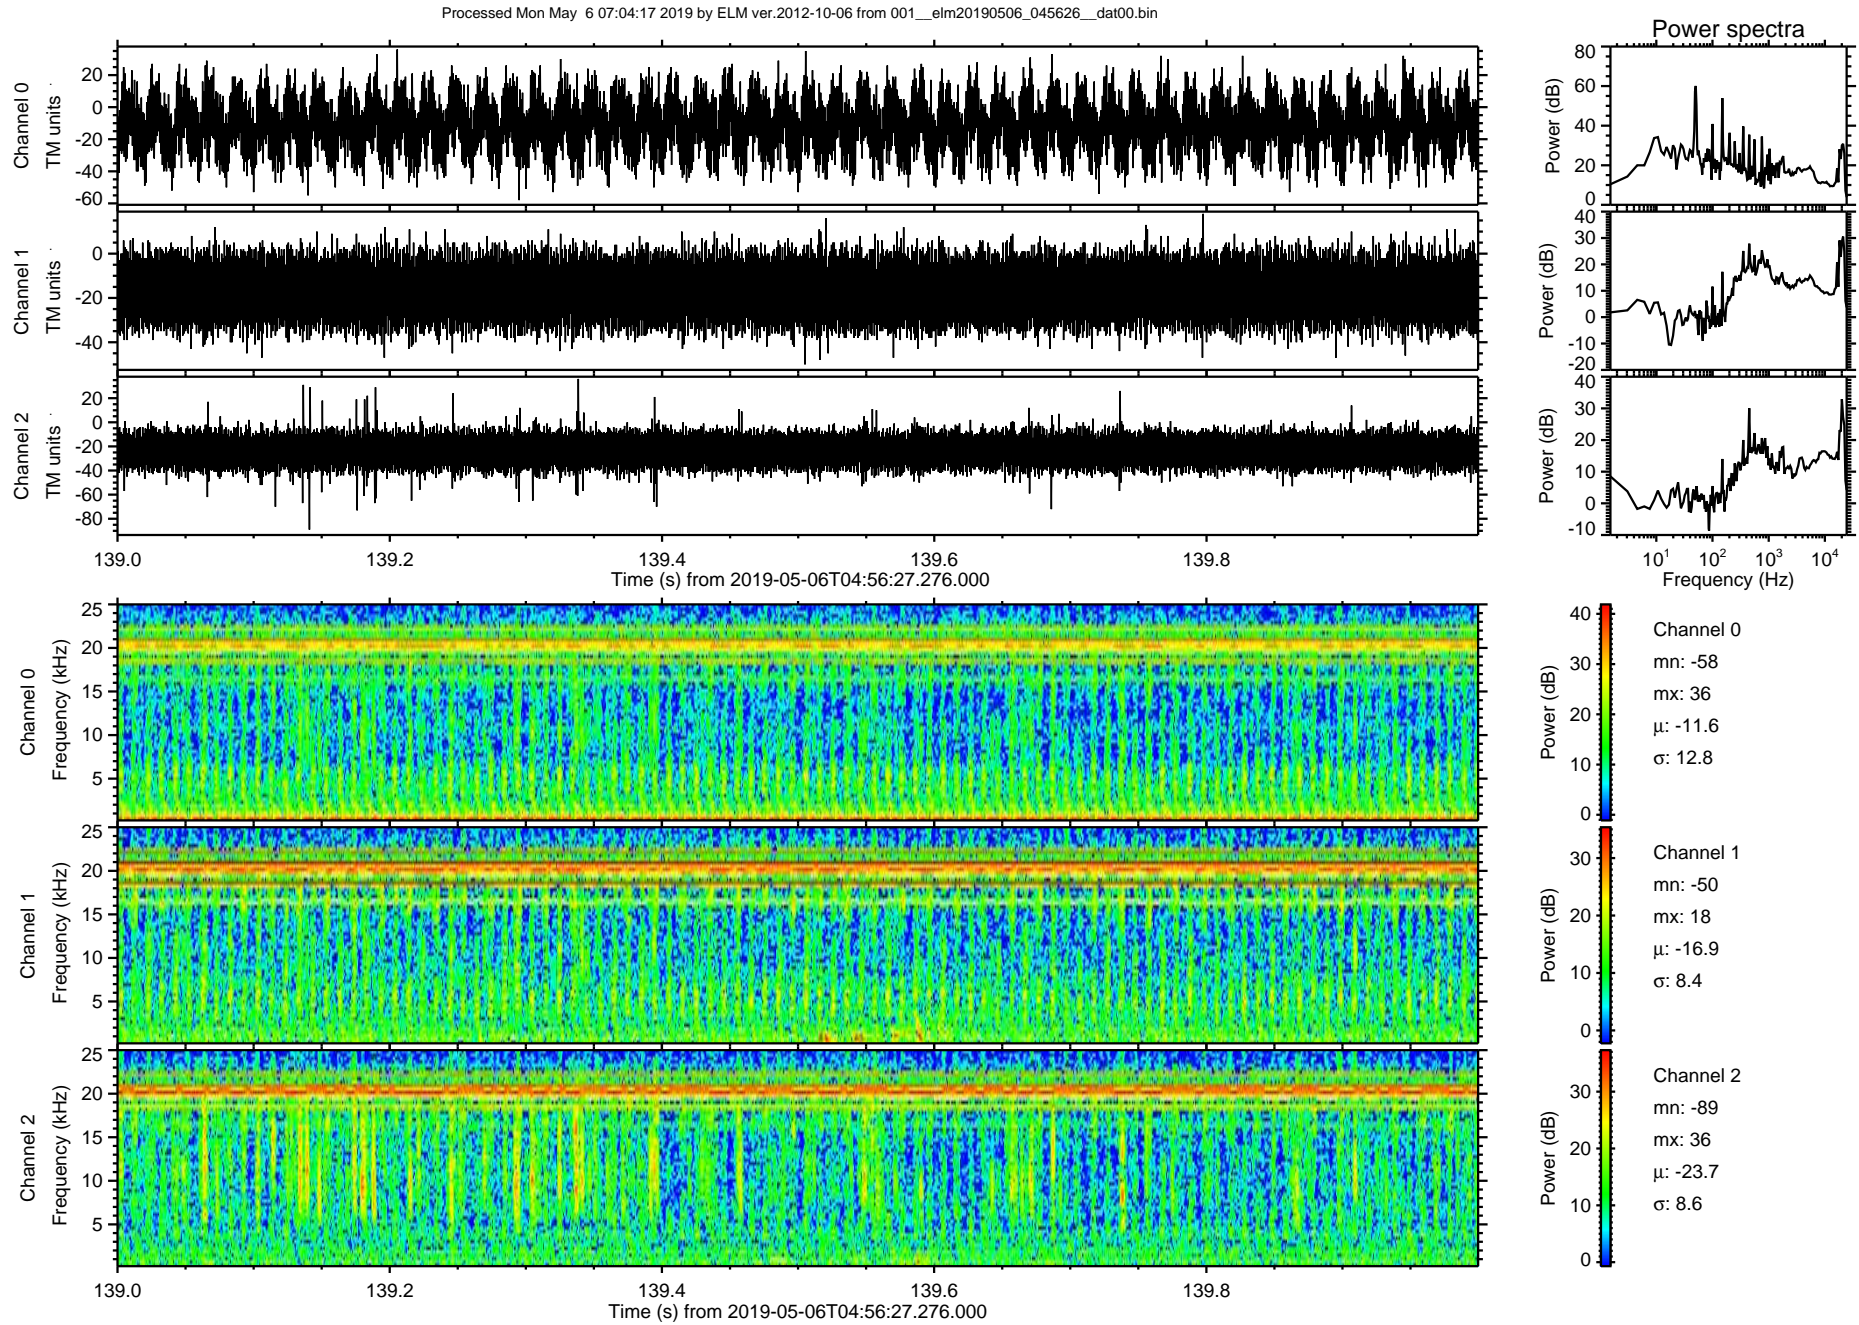 Processed Mon May  6 07:04:17 2019 by ELM ver.2012-10-06 from 001__elm20190506_045626__dat00.bin
Power spectra
Channel 0
TM units
20
0
-20
-40
-60
Power (dB)
80
60
40
20
0
Channel 1
TM units
0
-20
-40
Power (dB)
40
30
20
10
0
-10
-20
Channel 2
TM units
20
0
-20
-40
-60
-80
Power (dB)
40
30
20
10
0
-10
139.0 139.2 139.4 139.6 139.8
Time (s) from 2019-05-06T04:56:27.276.000
10^1 10^2 10^3 10^4
Frequency (Hz)
Channel 0
Frequency (kHz)
25
20
15
10
5
Power (dB)
40
30
20
10
0
Channel 0
mn: -58
mx: 36
μ: -11.6
σ: 12.8
Channel 1
Frequency (kHz)
25
20
15
10
5
Power (dB)
30
20
10
0
Channel 1
mn: -50
mx: 18
μ: -16.9
σ: 8.4
Channel 2
Frequency (kHz)
25
20
15
10
5
Power (dB)
30
20
10
0
Channel 2
mn: -89
mx: 36
μ: -23.7
σ: 8.6
139.0 139.2 139.4 139.6 139.8
Time (s) from 2019-05-06T04:56:27.276.000